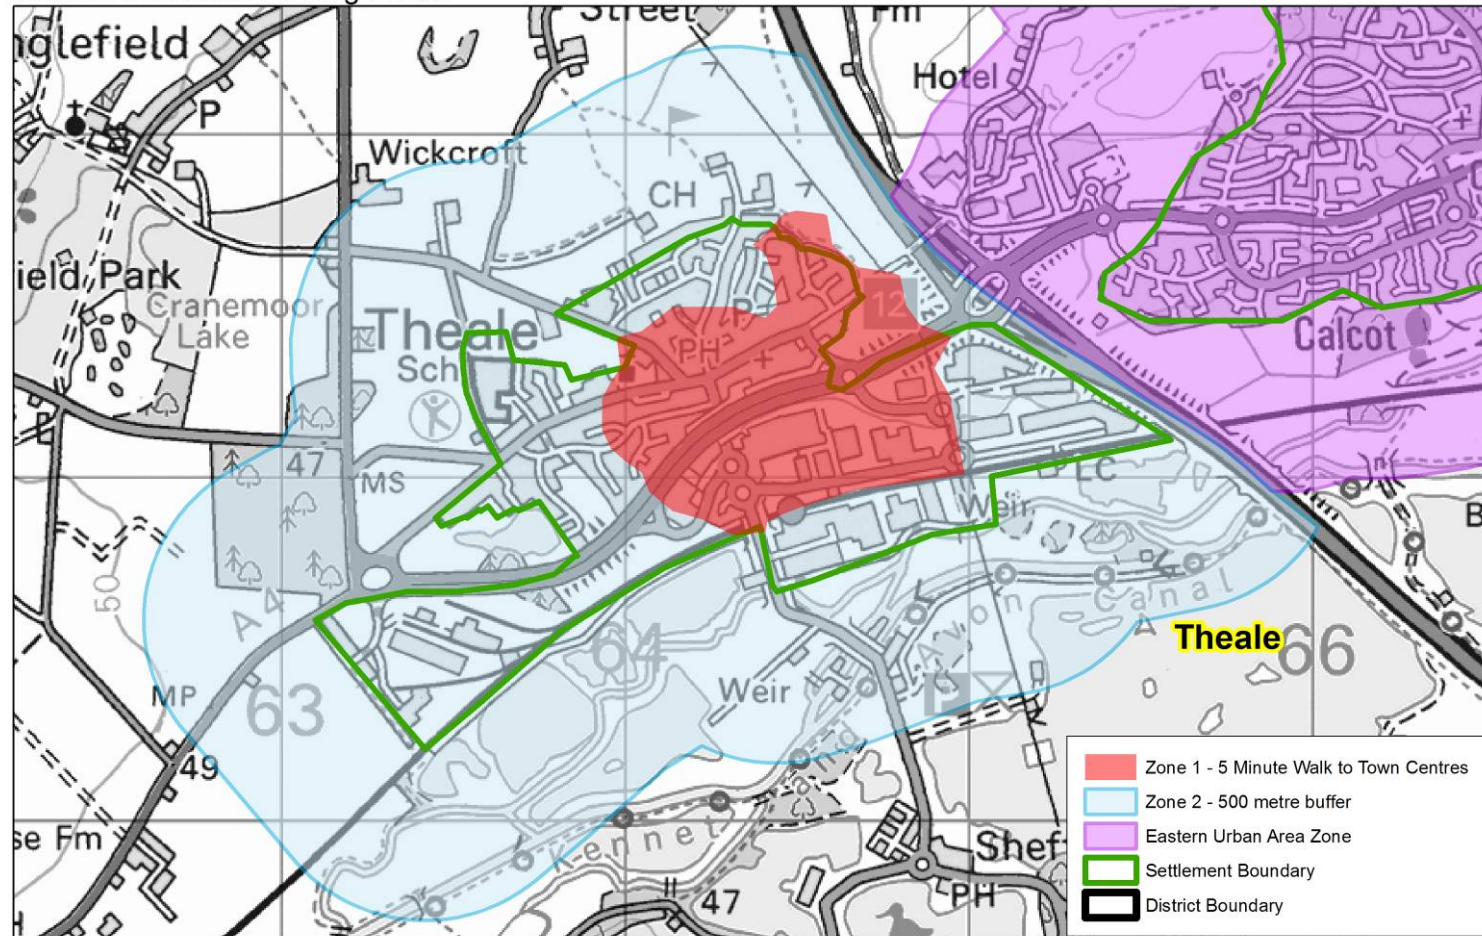 Street
Fm
nglefield
P
Hotel
Wickcroft
CH
ield Park
Cranemoor
Lake
Theale
Sch
P
12
PH
Calcot
47
MS
LC
Weir
50
A 4
Avon Canal
Theale
64
66
63
MP
Weir
P
49
se Fm
and
Kennet
Shef
PH
47
Zone 1 - 5 Minute Walk to Town Centres
Zone 2 - 500 metre buffer
Eastern Urban Area Zone
Settlement Boundary
District Boundary